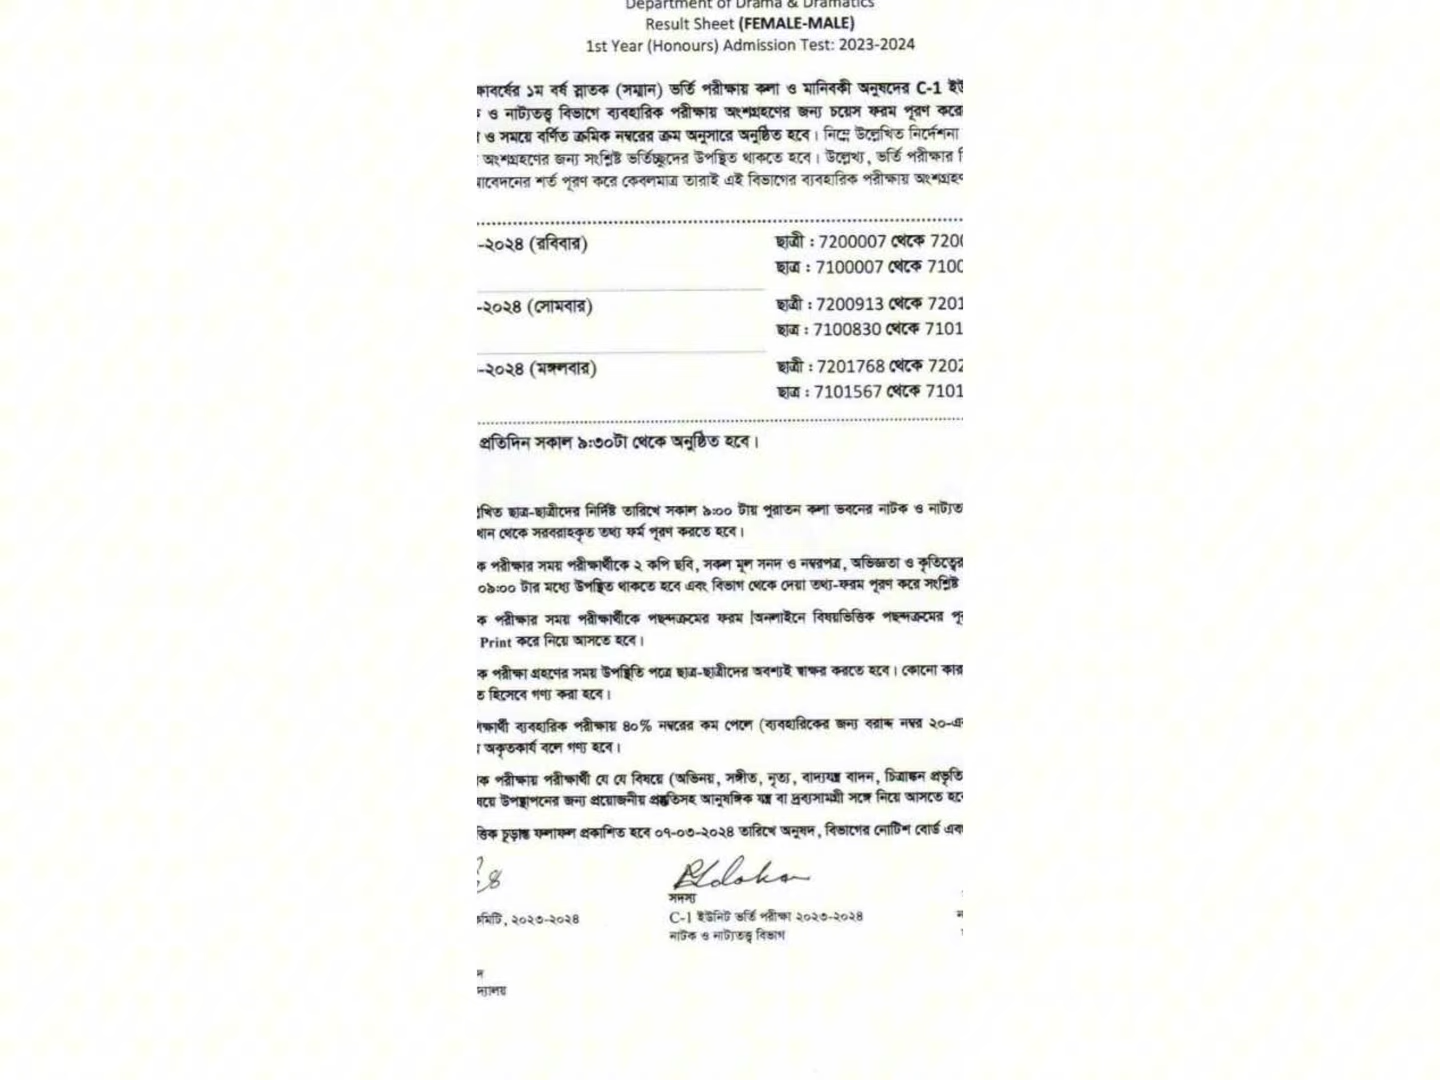 Department of Drama & Dramatics
Result Sheet (FEMALE-MALE)
1st Year (Honours) Admission Test: 2023-2024
ক্ষাবর্ষের ১ম বর্ষ স্নাতক (সম্মান) ভর্তি পরীক্ষায় কলা ও মানবিকী অনুষদের C-1 ইউ
ক ও নাট্যতত্ত্ব বিভাগে ব্যবহারিক পরীক্ষায় অংশগ্রহণের জন্য চয়েস ফরম পূরণ করে
ও সময়ে বর্ণিত ক্রমিক নম্বরের ক্রম অনুসারে অনুষ্ঠিত হবে। নিম্নে উল্লেখিত নির্দেশনা
অংশগ্রহণের জন্য সংশ্লিষ্ট ভর্তিচ্ছুদের উপস্থিত থাকতে হবে। উল্লেখ্য, ভর্তি পরীক্ষার
আবেদনের শর্ত পূরণ করে কেবলমাত্র তারাই এই বিভাগের ব্যবহারিক পরীক্ষায় অংশগ্রহণ
-২০২৪ (রবিবার)
ছাত্রী : 7200007 থেকে 720
ছাত্র : 7100007 থেকে 7100
-২০২৪ (সোমবার)
ছাত্রী : 7200913 থেকে 7201
ছাত্র : 7100830 থেকে 7101
-২০২৪ (মঙ্গলবার)
ছাত্রী : 7201768 থেকে 7202
ছাত্র : 7101567 থেকে 7101
প্রতিদিন সকাল ৯:৩০টা থেকে অনুষ্ঠিত হবে।
খিত ছাত্র-ছাত্রীদের নির্দিষ্ট তারিখে সকাল ৯:০০ টায় পুরাতন কলা ভবনের নাটক ও নাট্যত
খান থেকে সরবরাহকৃত তথ্য ফর্ম পূরণ করতে হবে।
ক পরীক্ষার সময় পরীক্ষার্থীকে ২ কপি ছবি, সকল মূল সনদ ও নম্বরপত্র, অভিজ্ঞতা ও কৃতিত্বের
০৯:০০ টার মধ্যে উপস্থিত থাকতে হবে এবং বিভাগ থেকে দেয়া তথ্য-ফরম পূরণ করে সংশ্লিষ্ট
ক পরীক্ষার সময় পরীক্ষার্থীকে পছন্দক্রমের ফরম [অনলাইনে বিষয়ভিত্তিক পছন্দক্রমের পূ
Print করে নিয়ে আসতে হবে।
ক পরীক্ষা গ্রহণের সময় উপস্থিতি পত্রে ছাত্র-ছাত্রীদের অবশ্যই স্বাক্ষর করতে হবে। কোনো কার
ত হিসেবে গণ্য করা হবে।
ক্ষার্থী ব্যবহারিক পরীক্ষায় ৪০% নম্বরের কম পেলে (ব্যবহারিকের জন্য বরাদ্দ নম্বর ২০-এ
অকৃতকার্য বলে গণ্য হবে।
ক পরীক্ষায় পরীক্ষার্থী যে যে বিষয়ে (অভিনয়, সঙ্গীত, নৃত্য, বাদ্যযন্ত্র বাদন, চিত্রাঙ্কন প্রভৃতি
ষয়ে উপস্থাপনের জন্য প্রয়োজনীয় প্রস্তুতিসহ আনুষঙ্গিক যন্ত্র বা দ্রব্যসামগ্রী সঙ্গে নিয়ে আসতে হবে
ত্তিক চূড়ান্ত ফলাফল প্রকাশিত হবে ০৭-০৩-২০২৪ তারিখে অনুষদ, বিভাগের নোটিশ বোর্ড এব
সদস্য
কমিটি, ২০২৩-২০২৪
C-1 ইউনিট ভর্তি পরীক্ষা ২০২৩-২০২৪
নাটক ও নাট্যতত্ত্ব বিভাগ
দ
দ্যালয়